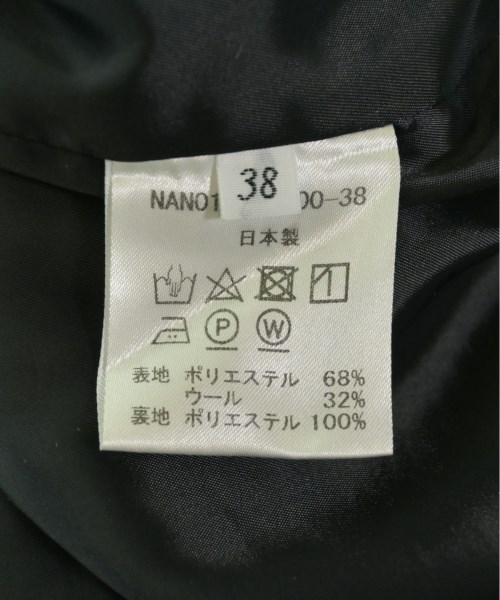 38
NANO1 00-38
日本製
P W
表地 ポリエステル 68%
ウール 32%
裏地 ポリエステル 100%